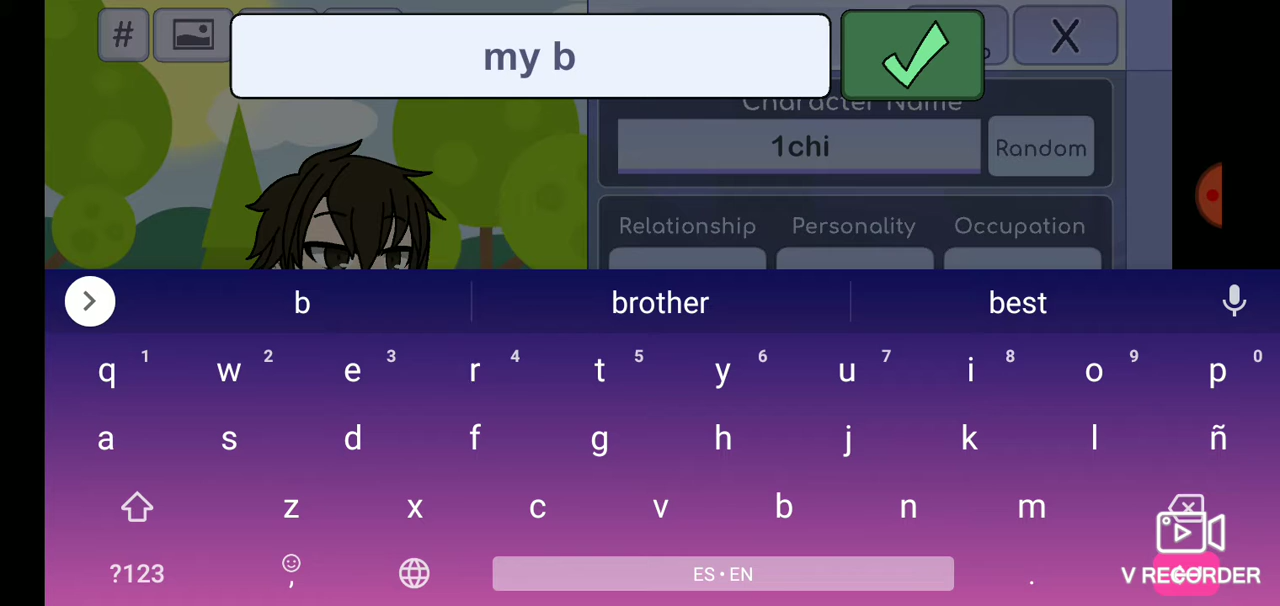 #
my b
X
Character Name
1chi
Random
Relationship Personality Occupation
b brother best
q 1 w 2 e 3 r 4 t 5 y 6 u 7 i 8 o 9 p 0
a s d f g h j k l ñ
z x c v b n m
?123 , ES • EN .
V RECORDER